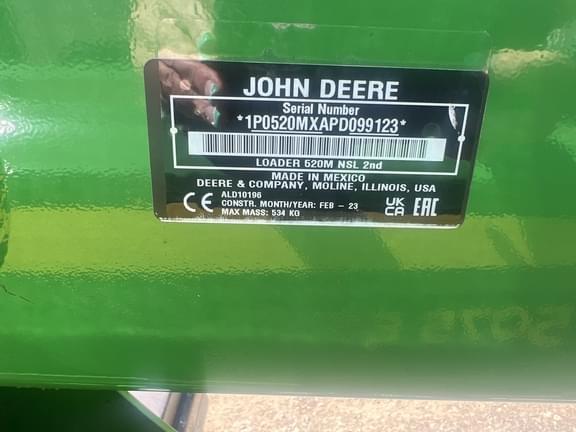 JOHN DEERE
Serial Number
*1P0520MXAPD099123*
LOADER 520M NSL 2nd
MADE IN MEXICO
DEERE & COMPANY, MOLINE, ILLINOIS, USA
CE ALD10196
CONSTR. MONTH/YEAR: FEB - 23
MAX MASS: 534 KG
UK
CA
EAC